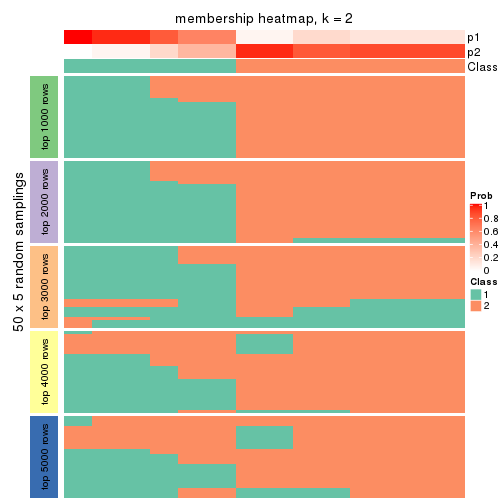 membership heatmap, k = 2
p1
p2
Class
50 x 5 random samplings
top 1000 rows
top 2000 rows
top 3000 rows
top 4000 rows
top 5000 rows
Prob
1
0.8
0.6
0.4
0.2
0
Class
1
2